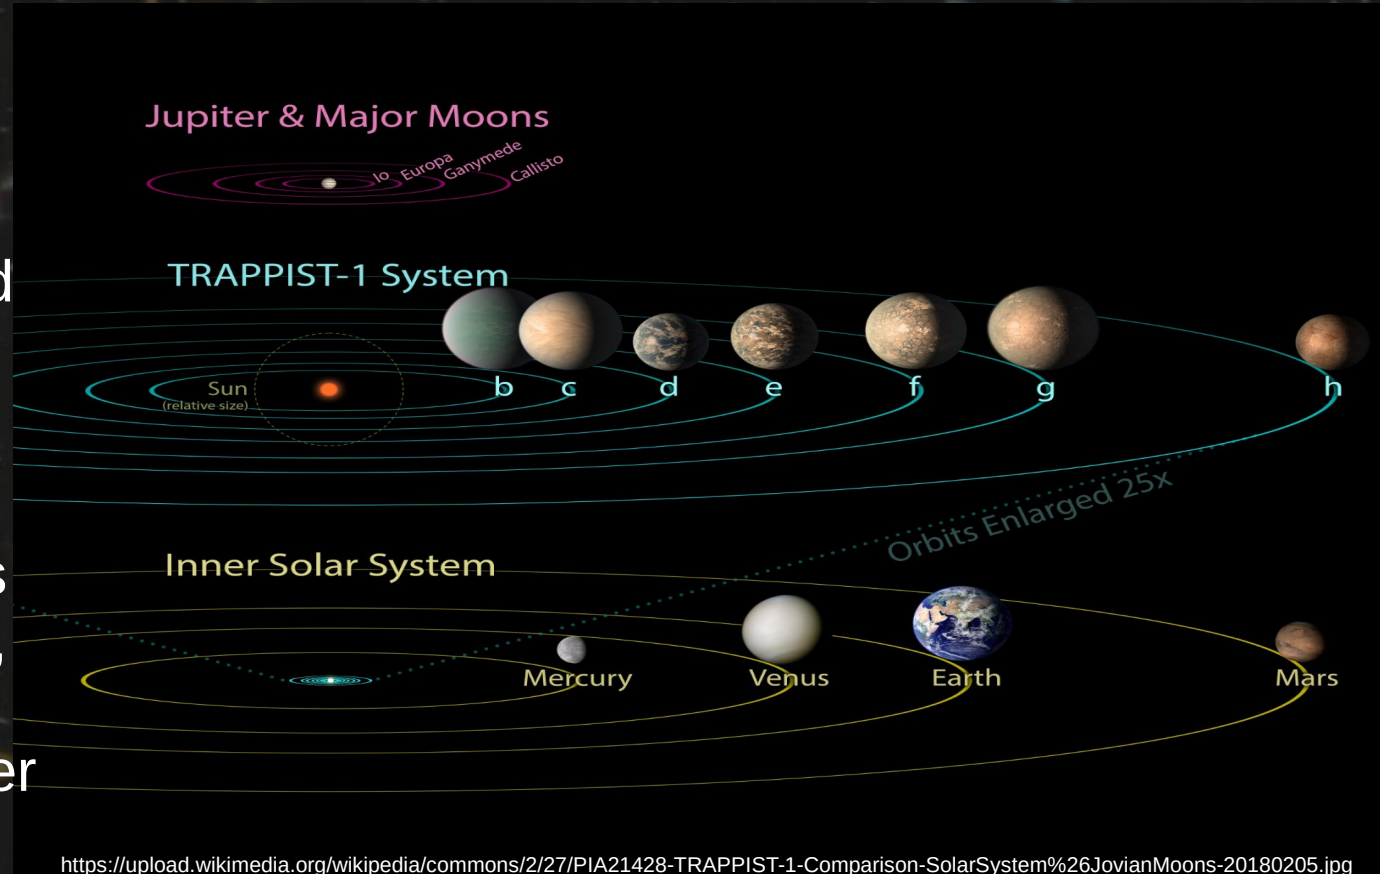 Jupiter & Major Moons
Io Europa Ganymede Callisto
d
TRAPPIST-1 System
Sun
(relative size)
b c d e f g h
Orbits Enlarged 25x
s
Inner Solar System
,
Mercury Venus Earth Mars
er
https://upload.wikimedia.org/wikipedia/commons/2/27/PIA21428-TRAPPIST-1-Comparison-SolarSystem%26JovianMoons-20180205.jpg